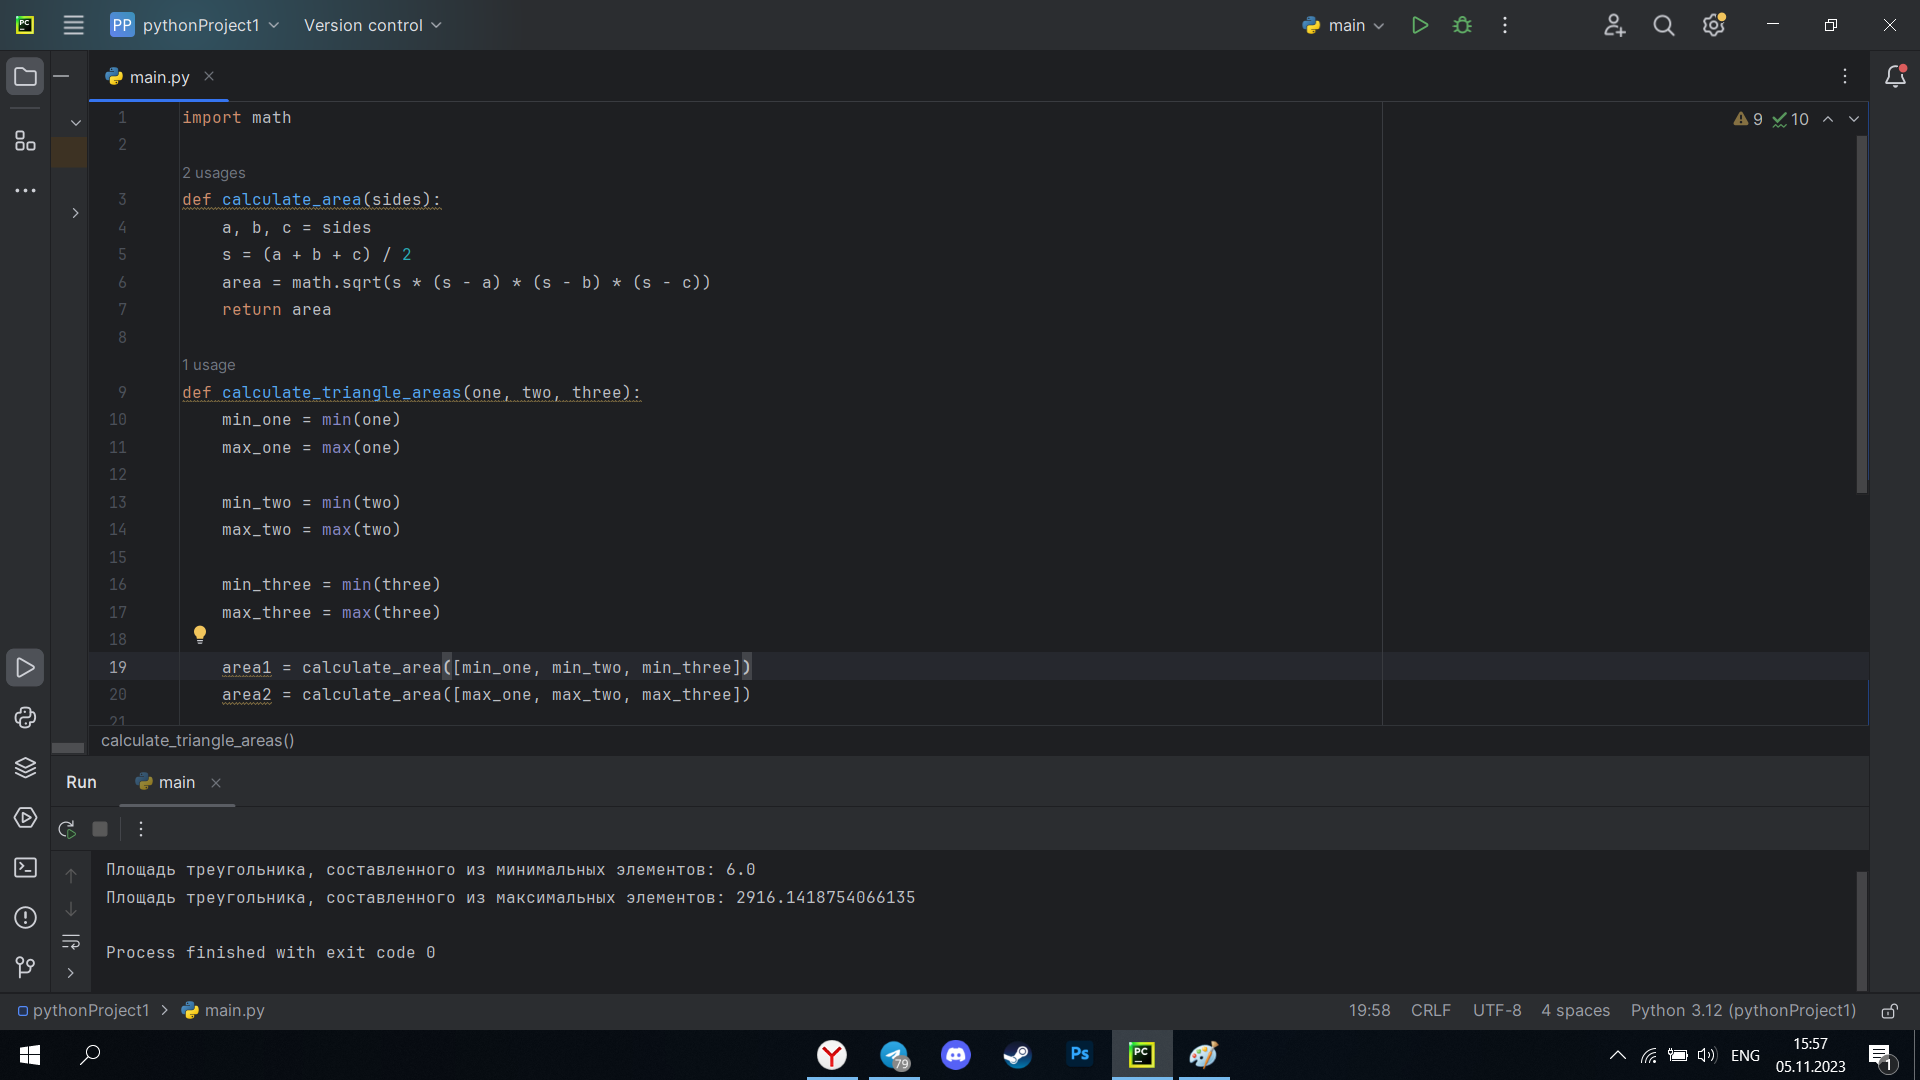 PC
PP pythonProject1 Version control main
main.py
9 10
1 import math
2
2 usages
3 def calculate_area(sides):
4 a, b, c = sides
5 s = (a + b + c) / 2
6 area = math.sqrt(s * (s - a) * (s - b) * (s - c))
7 return area
8
1 usage
9 def calculate_triangle_areas(one, two, three):
10 min_one = min(one)
11 max_one = max(one)
12
13 min_two = min(two)
14 max_two = max(two)
15
16 min_three = min(three)
17 max_three = max(three)
18
19 area1 = calculate_area([min_one, min_two, min_three])
20 area2 = calculate_area([max_one, max_two, max_three])
21
calculate_triangle_areas()
Run main
Площадь треугольника, составленного из минимальных элементов: 6.0
Площадь треугольника, составленного из максимальных элементов: 2916.1418754066135
Process finished with exit code 0
pythonProject1 main.py 19:58 CRLF UTF-8 4 spaces Python 3.12 (pythonProject1)
79 Ps PC ENG 15:57
05.11.2023 1